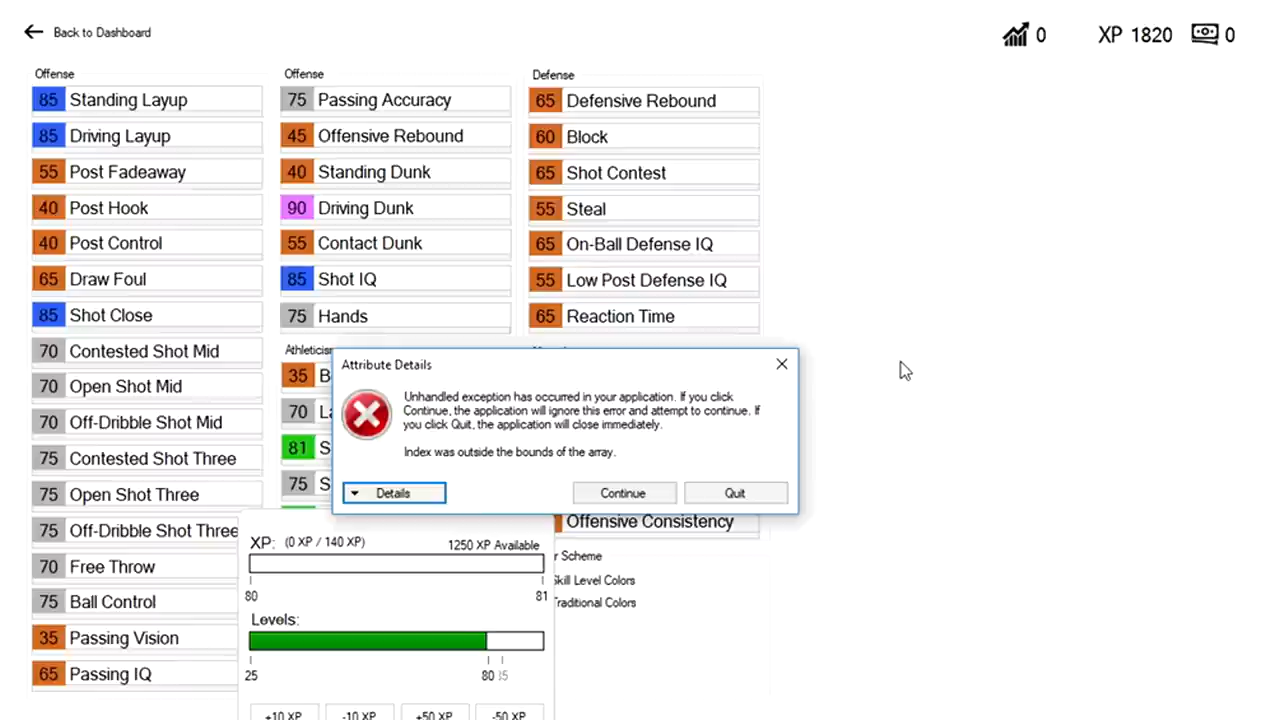 Back to Dashboard
0 XP 1820 0
Offense
85 Standing Layup
85 Driving Layup
55 Post Fadeaway
40 Post Hook
40 Post Control
65 Draw Foul
85 Shot Close
70 Contested Shot Mid
70 Open Shot Mid
70 Off-Dribble Shot Mid
75 Contested Shot Three
75 Open Shot Three
75 Off-Dribble Shot Three
70 Free Throw
75 Ball Control
35 Passing Vision
65 Passing IQ
Offense
75 Passing Accuracy
45 Offensive Rebound
40 Standing Dunk
90 Driving Dunk
55 Contact Dunk
85 Shot IQ
75 Hands
Athleticism
35 B
70 La
81 S
75 S
Defense
65 Defensive Rebound
60 Block
65 Shot Contest
55 Steal
65 On-Ball Defense IQ
55 Low Post Defense IQ
65 Reaction Time
Offensive Consistency
r Scheme
Skill Level Colors
Traditional Colors
Attribute Details
Unhandled exception has occurred in your application. If you click
Continue, the application will ignore this error and attempt to continue. If
you click Quit, the application will close immediately.
Index was outside the bounds of the array.
Details Continue Quit
XP: (0 XP / 140 XP) 1250 XP Available
80 81
Levels:
25 80
+10 XP -10 XP +50 XP -50 XP